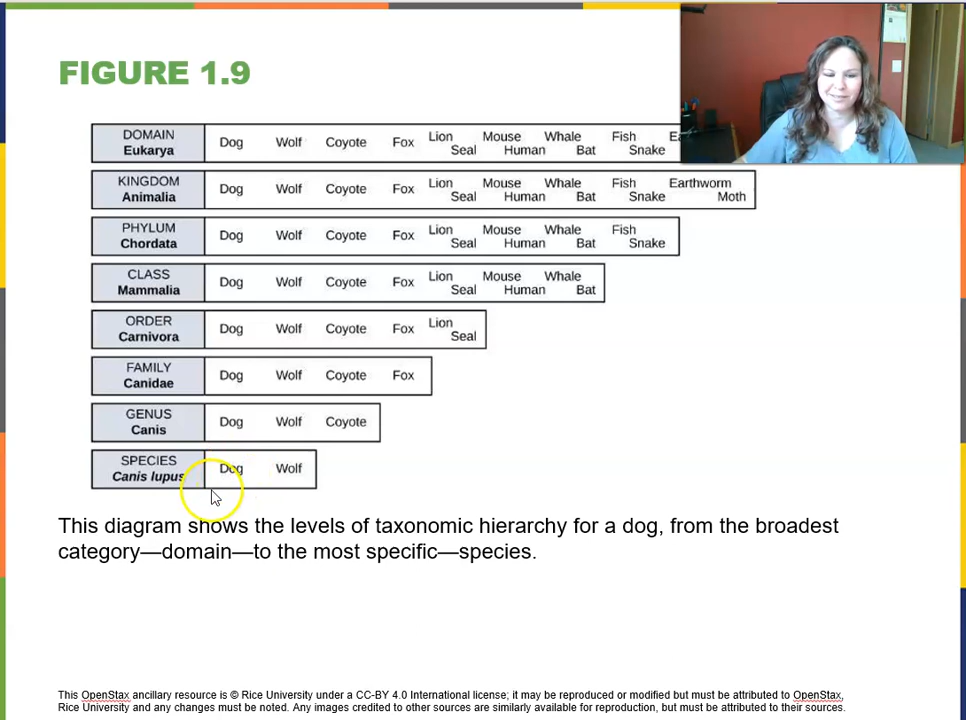 FIGURE 1.9
DOMAIN
Eukarya
Dog Wolf Coyote Fox Lion Mouse Whale Fish
Seal Human Bat Snake
KINGDOM
Animalia
Dog Wolf Coyote Fox Lion Mouse Whale Fish Earthworm
Seal Human Bat Snake Moth
PHYLUM
Chordata
Dog Wolf Coyote Fox Lion Mouse Whale Fish
Seal Human Bat Snake
CLASS
Mammalia
Dog Wolf Coyote Fox Lion Mouse Whale
Seal Human Bat
ORDER
Carnivora
Dog Wolf Coyote Fox Lion
Seal
FAMILY
Canidae
Dog Wolf Coyote Fox
GENUS
Canis
Dog Wolf Coyote
SPECIES
Canis lupus
Dog Wolf
This diagram shows the levels of taxonomic hierarchy for a dog, from the broadest
category—domain—to the most specific—species.
This OpenStax ancillary resource is © Rice University under a CC-BY 4.0 International license; it may be reproduced or modified but must be attributed to OpenStax,
Rice University and any changes must be noted. Any images credited to other sources are similarly available for reproduction, but must be attributed to their sources.